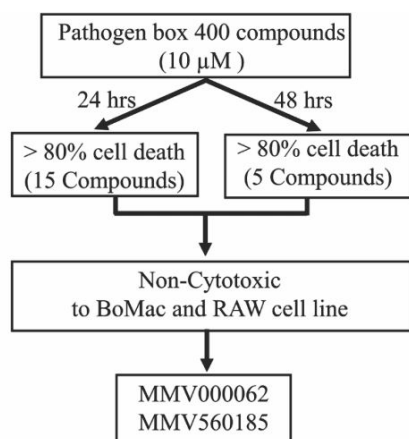 Pathogen box 400 compounds
(10 µM )
24 hrs
48 hrs
> 80% cell death
(15 Compounds)
> 80% cell death
(5 Compounds)
Non-Cytotoxic
to BoMac and RAW cell line
MMV000062
MMV560185